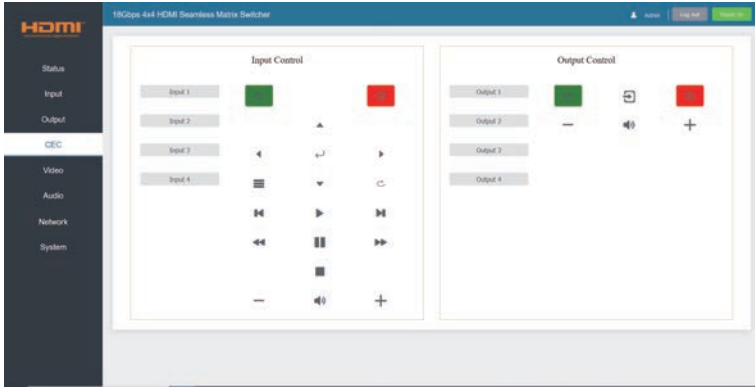 HDMI
18Gbps 4x4 HDMI Seamless Matrix Switcher
Admin
Log out
Status
Input
Output
CEC
Video
Audio
Network
System
Input Control
Input 1
Input 2
Input 3
Input 4
Output Control
Output 1
Output 2
Output 3
Output 4